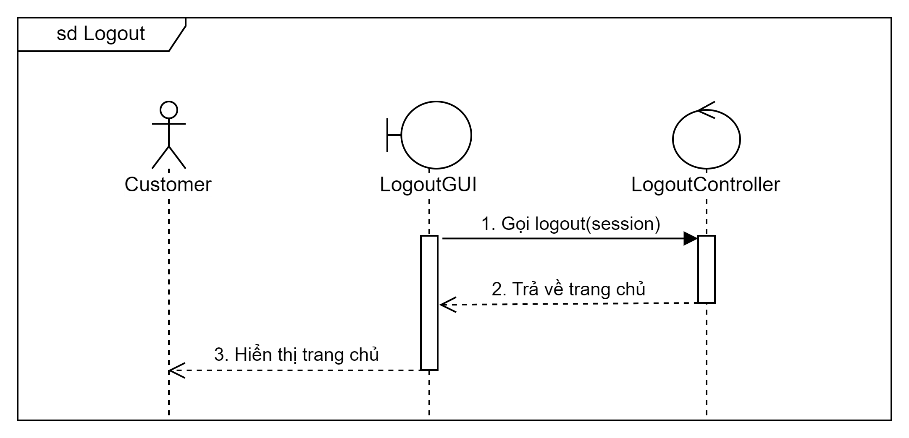 sd Logout
Customer
LogoutGUI
LogoutController
1. Gọi logout(session)
2. Trả về trang chủ
3. Hiển thị trang chủ